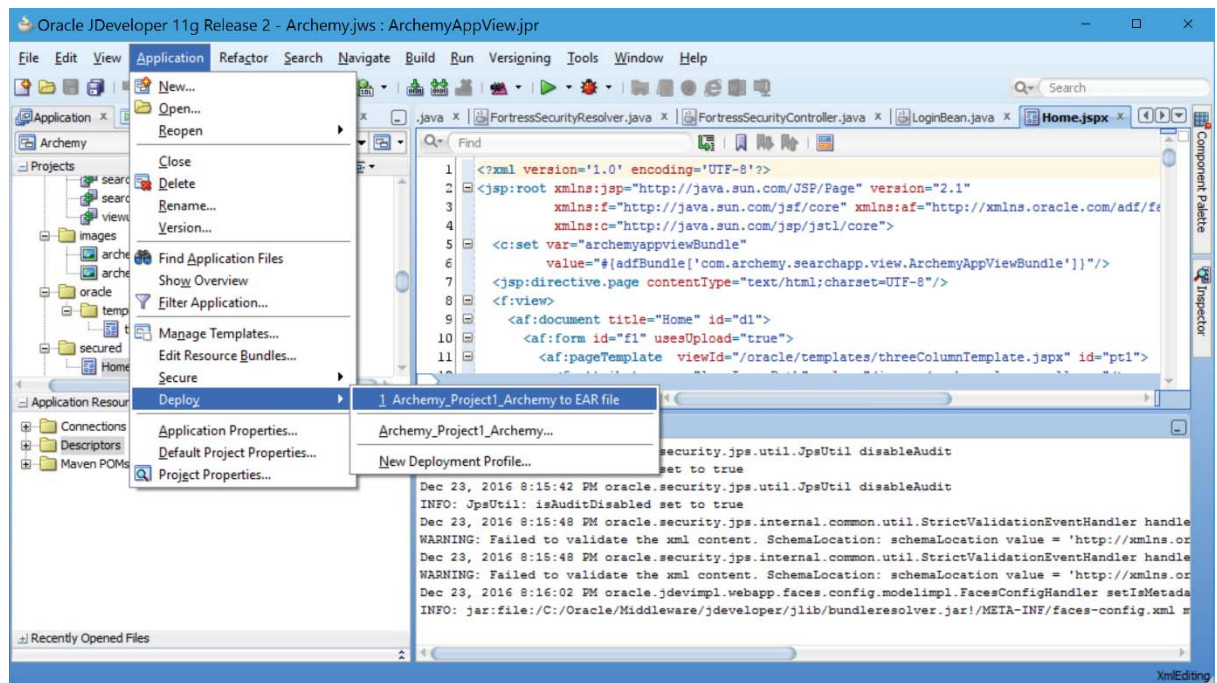 Oracle JDeveloper 11g Release 2 - Archemy.jws : ArchemyAppView.jpr
File Edit View Application Refactor Search Navigate Build Run Versioning Tools Window Help
Search
Application
.java FortressSecurityResolver.java FortressSecurityController.java LoginBean.java Home.jspx
Archemy
Find
Projects
images
oracle
secured
Home
Application Resour
Connections
Descriptors
Maven POMs
Recently Opened Files
New...
Open...
Reopen
Close
Delete
Rename...
Version...
Find Application Files
Show Overview
Filter Application...
Manage Templates...
Edit Resource Bundles...
Secure
Deploy
Application Properties...
Default Project Properties...
Project Properties...
1 Archemy_Project1_Archemy to EAR file
Archemy_Project1_Archemy...
New Deployment Profile...
1 <?xml version='1.0' encoding='UTF-8'?>
2 <jsp:root xmlns:jsp="http://java.sun.com/JSP/Page" version="2.1"
3 xmlns:f="http://java.sun.com/jsf/core" xmlns:af="http://xmlns.oracle.com/adf/fa
4 xmlns:c="http://java.sun.com/jsp/jstl/core">
5 <c:set var="archemyappviewBundle"
6 value="#{adfBundle['com.archemy.searchapp.view.ArchemyAppViewBundle']}"/>
7 <jsp:directive.page contentType="text/html;charset=UTF-8"/>
8 <f:view>
9 <af:document title="Home" id="d1">
10 <af:form id="f1" usesUpload="true">
11 <af:pageTemplate viewId="/oracle/templates/threeColumnTemplate.jspx" id="pt1">
Component Palette
Inspector
security.jps.util.JpsUtil disableAudit
set to true
Dec 23, 2016 8:15:42 PM oracle.security.jps.util.JpsUtil disableAudit
INFO: JpsUtil: isAuditDisabled set to true
Dec 23, 2016 8:15:48 PM oracle.security.jps.internal.common.util.StrictValidationEventHandler handle
WARNING: Failed to validate the xml content. SchemaLocation: schemaLocation value = 'http://xmlns.or
Dec 23, 2016 8:15:48 PM oracle.security.jps.internal.common.util.StrictValidationEventHandler handle
WARNING: Failed to validate the xml content. SchemaLocation: schemaLocation value = 'http://xmlns.or
Dec 23, 2016 8:16:02 PM oracle.jdevimpl.webapp.faces.config.modelimpl.FacesConfigHandler setIsMetada
INFO: jar:file:/C:/Oracle/Middleware/jdeveloper/jlib/bundleresolver.jar!/META-INF/faces-config.xml m
XmlEditing